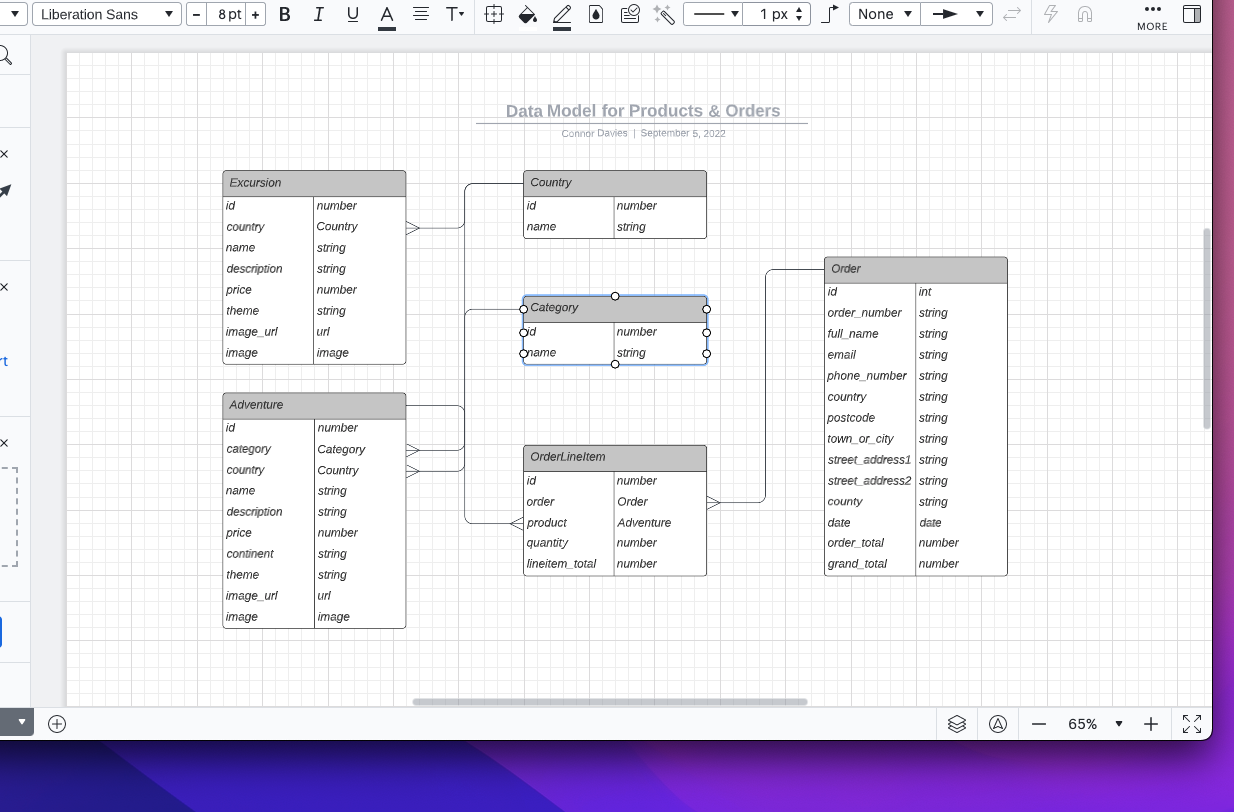 Liberation Sans
8 pt
B I U A T
1 px
None
MORE
Data Model for Products & Orders
Connor Davies | September 5, 2022
Excursion
id number
country Country
name string
description string
price number
theme string
image_url url
image image
Country
id number
name string
Category
id number
name string
Adventure
id number
category Category
country Country
name string
description string
price number
continent string
theme string
image_url url
image image
OrderLineItem
id number
order Order
product Adventure
quantity number
lineitem_total number
Order
id int
order_number string
full_name string
email string
phone_number string
country string
postcode string
town_or_city string
street_address1 string
street_address2 string
county string
date date
order_total number
grand_total number
rt
65%